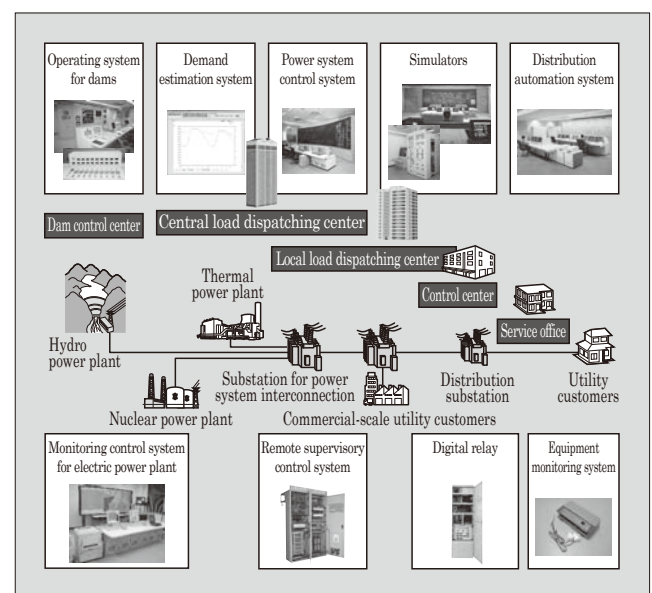 Operating system
for dams
Demand
estimation system
Power system
control system
Simulators
Distribution
automation system
Dam control center
Central load dispatching center
Local load dispatching center
Control center
Service office
Thermal
power plant
Hydro
power plant
Nuclear power plant
Substation for power
system interconnection
Commercial-scale utility customers
Distribution
substation
Utility
customers
Monitoring control system
for electric power plant
Remote supervisory
control system
Digital relay
Equipment
monitoring system